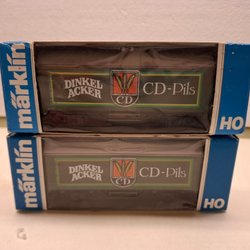 märklin
DINKEL
ACKER
CD
CD-Pils
HO
märklin
DINKEL
ACKER
CD
CD-Pils
HO